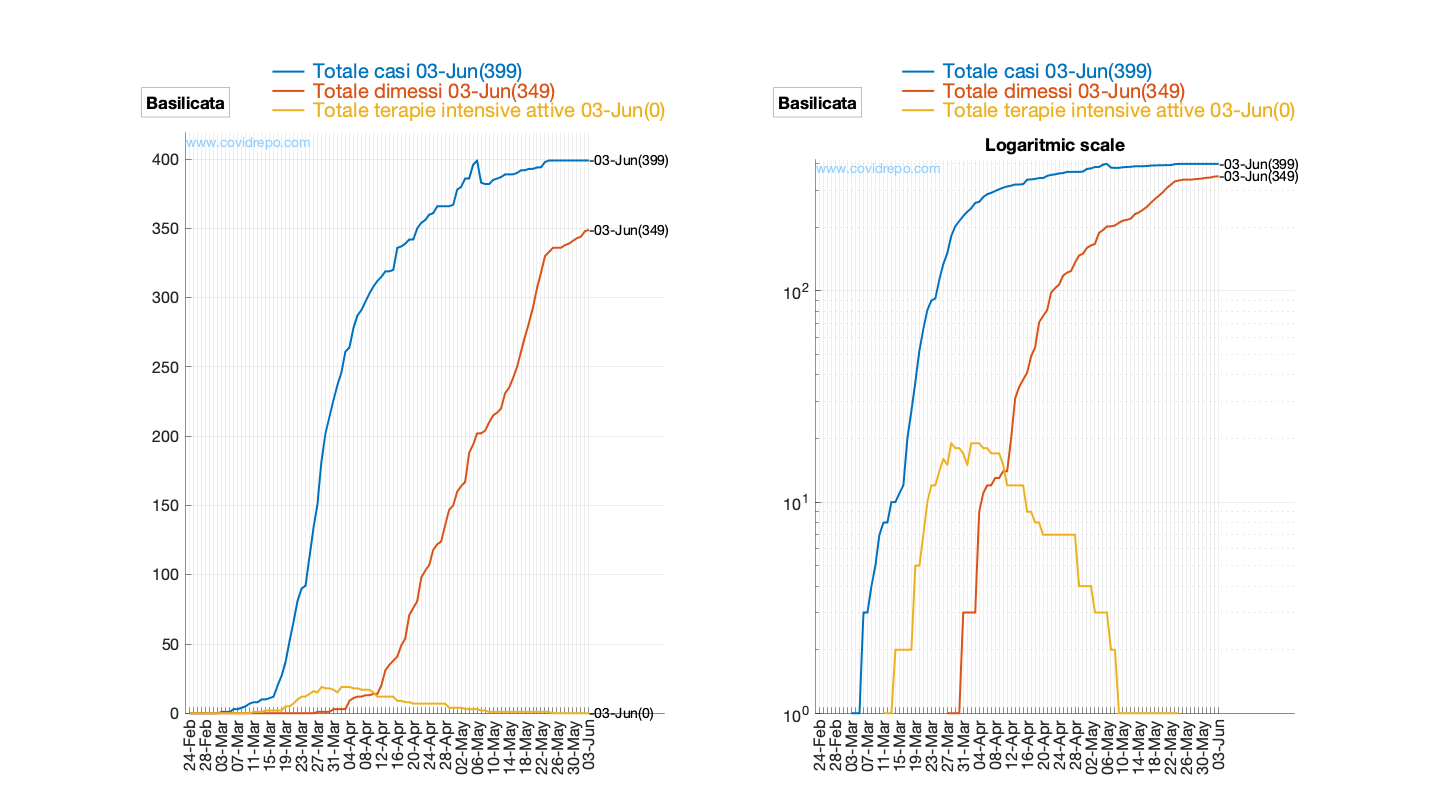 Totale casi 03-Jun(399)
Totale dimessi 03-Jun(349)
Totale terapie intensive attive 03-Jun(0)
Basilicata
www.covidrepo.com
400
350
300
250
200
150
100
50
0
03-Jun(399)
03-Jun(349)
03-Jun(0)
24-Feb
28-Feb
03-Mar
07-Mar
11-Mar
15-Mar
19-Mar
23-Mar
27-Mar
31-Mar
04-Apr
08-Apr
12-Apr
16-Apr
20-Apr
24-Apr
28-Apr
02-May
06-May
10-May
14-May
18-May
22-May
26-May
30-May
03-Jun
Totale casi 03-Jun(399)
Totale dimessi 03-Jun(349)
Totale terapie intensive attive 03-Jun(0)
Basilicata
Logaritmic scale
www.covidrepo.com
10²
10¹
10⁰
03-Jun(399)
03-Jun(349)
24-Feb
28-Feb
03-Mar
07-Mar
11-Mar
15-Mar
19-Mar
23-Mar
27-Mar
31-Mar
04-Apr
08-Apr
12-Apr
16-Apr
20-Apr
24-Apr
28-Apr
02-May
06-May
10-May
14-May
18-May
22-May
26-May
30-May
03-Jun